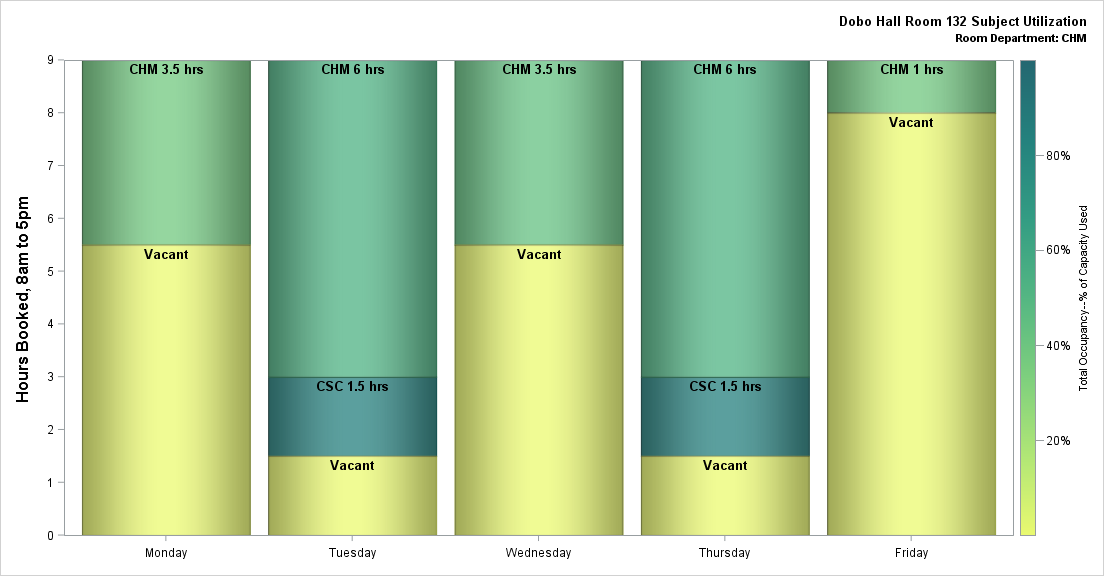 Dobo Hall Room 132 Subject Utilization
Room Department: CHM
Hours Booked, 8am to 5pm
9
8
7
6
5
4
3
2
1
0
CHM 3.5 hrs
Vacant
CHM 6 hrs
CSC 1.5 hrs
Vacant
CHM 3.5 hrs
Vacant
CHM 6 hrs
CSC 1.5 hrs
Vacant
CHM 1 hrs
Vacant
Monday
Tuesday
Wednesday
Thursday
Friday
80%
60%
40%
20%
Total Occupancy--% of Capacity Used